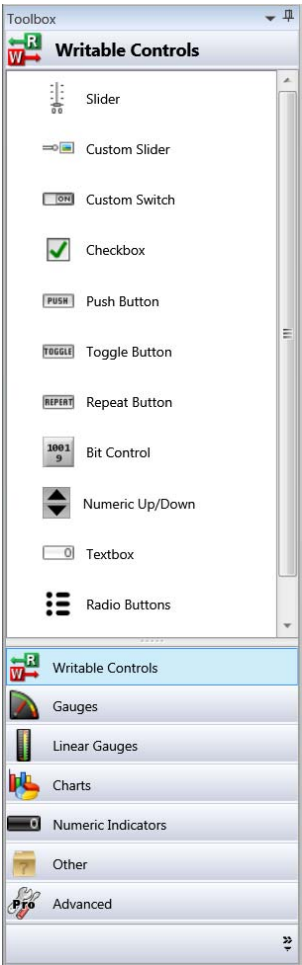 Toolbox
R
W
Writable Controls
Slider
Custom Slider
ON
Custom Switch
Checkbox
PUSH
Push Button
TOGGLE
Toggle Button
REPEAT
Repeat Button
1001
9
Bit Control
Numeric Up/Down
0
Textbox
Radio Buttons
R
W
Writable Controls
Gauges
Linear Gauges
Charts
0
Numeric Indicators
?
Other
Pro
Advanced